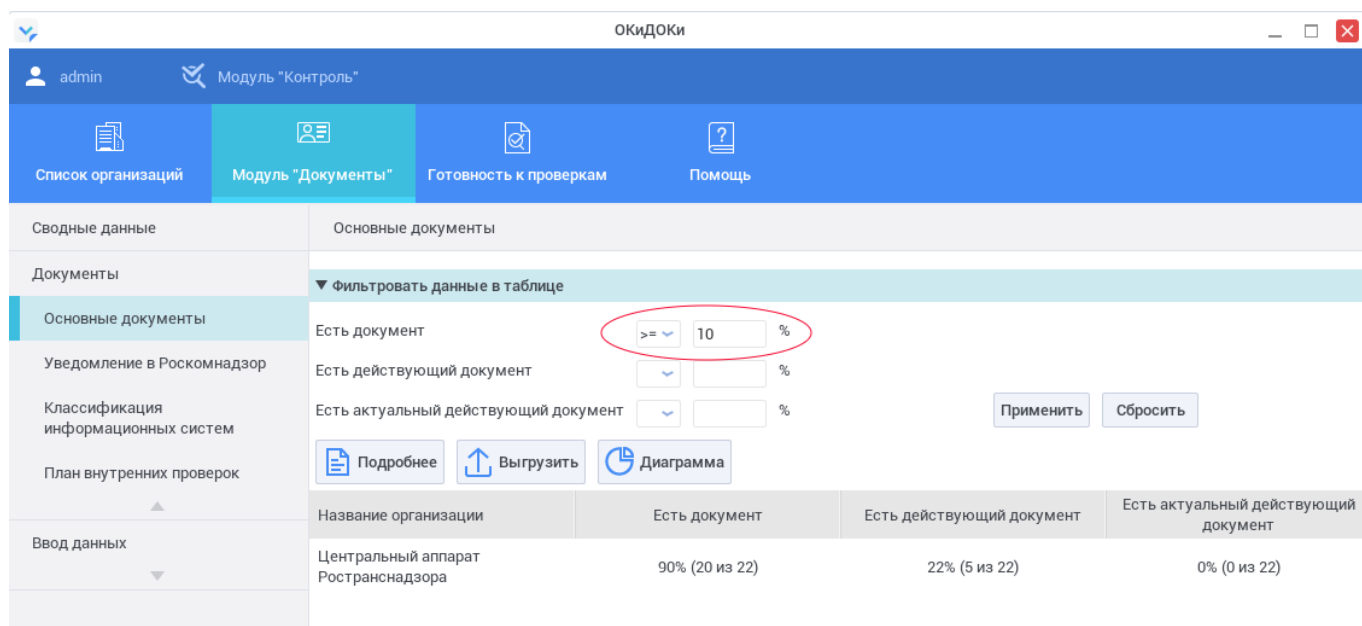 ОКиДОКи
admin
Модуль "Контроль"
Список организаций
Модуль "Документы"
Готовность к проверкам
Помощь
Сводные данные
Документы
Основные документы
Уведомление в Роскомнадзор
Классификация
информационных систем
План внутренних проверок
Ввод данных
Основные документы
Фильтровать данные в таблице
Есть документ >= 10 %
Есть действующий документ %
Есть актуальный действующий документ %
Применить
Сбросить
Подробнее
Выгрузить
Диаграмма
Название организации
Есть документ
Есть действующий документ
Есть актуальный действующий
документ
Центральный аппарат
Ространснадзора
90% (20 из 22)
22% (5 из 22)
0% (0 из 22)